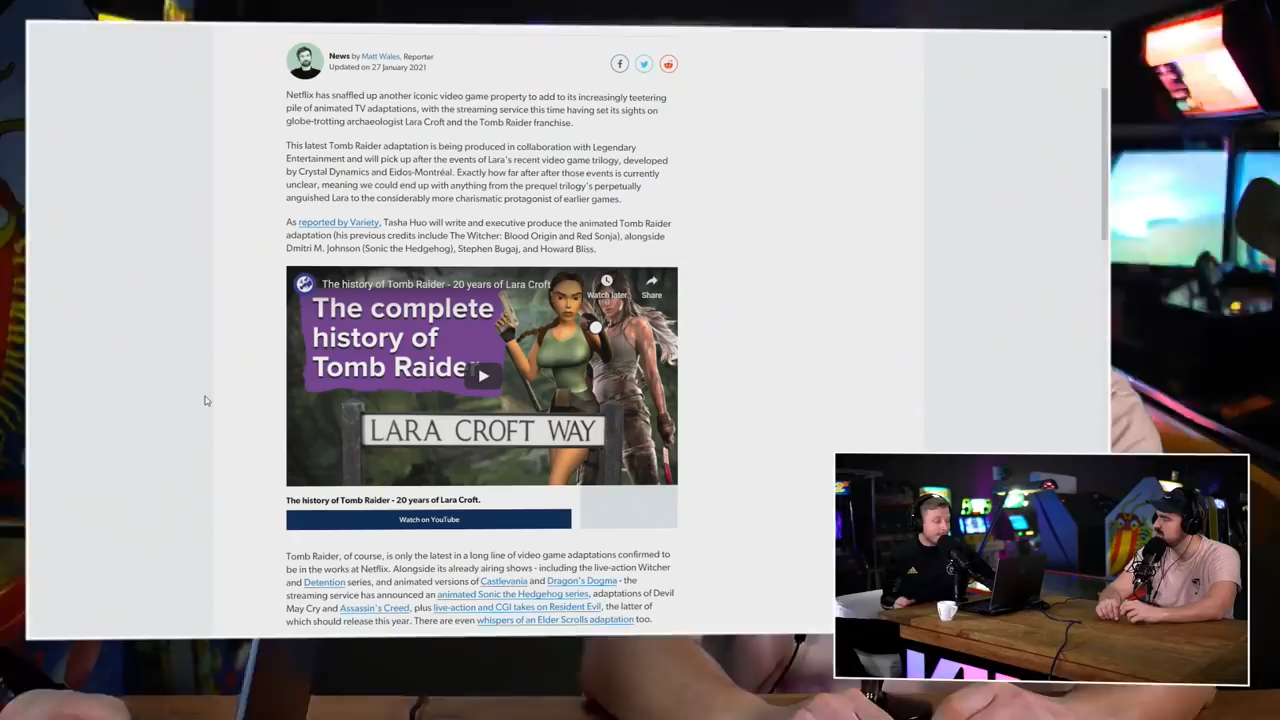 News by Matt Wales, Reporter
Updated on 27 January 2021
Netflix has snaffled up another iconic video game property to add to its increasingly teetering
pile of animated TV adaptations, with the streaming service this time having set its sights on
globe-trotting archaeologist Lara Croft and the Tomb Raider franchise.
This latest Tomb Raider adaptation is being produced in collaboration with Legendary
Entertainment and will pick up after the events of Lara's recent video game trilogy, developed
by Crystal Dynamics and Eidos-Montréal. Exactly how far after after those events is currently
unclear, meaning we could end up with anything from the prequel trilogy's perpetually
anguished Lara to the considerably more charismatic protagonist of earlier games.
As reported by Variety, Tasha Huo will write and executive produce the animated Tomb Raider
adaptation (his previous credits include The Witcher: Blood Origin and Red Sonja), alongside
Dmitri M. Johnson (Sonic the Hedgehog), Stephen Bugaj, and Howard Bliss.
The history of Tomb Raider - 20 years of Lara Croft
Watch later
Share
The complete
history of
Tomb Raider
LARA CROFT WAY
The history of Tomb Raider - 20 years of Lara Croft.
Watch on YouTube
Tomb Raider, of course, is only the latest in a long line of video game adaptations confirmed to
be in the works at Netflix. Alongside its already airing shows - including the live-action Witcher
and Detention series, and animated versions of Castlevania and Dragon's Dogma - the
streaming service has announced an animated Sonic the Hedgehog series, adaptations of Devil
May Cry and Assassin's Creed, plus live-action and CGI takes on Resident Evil, the latter of
which should release this year. There are even whispers of an Elder Scrolls adaptation too.